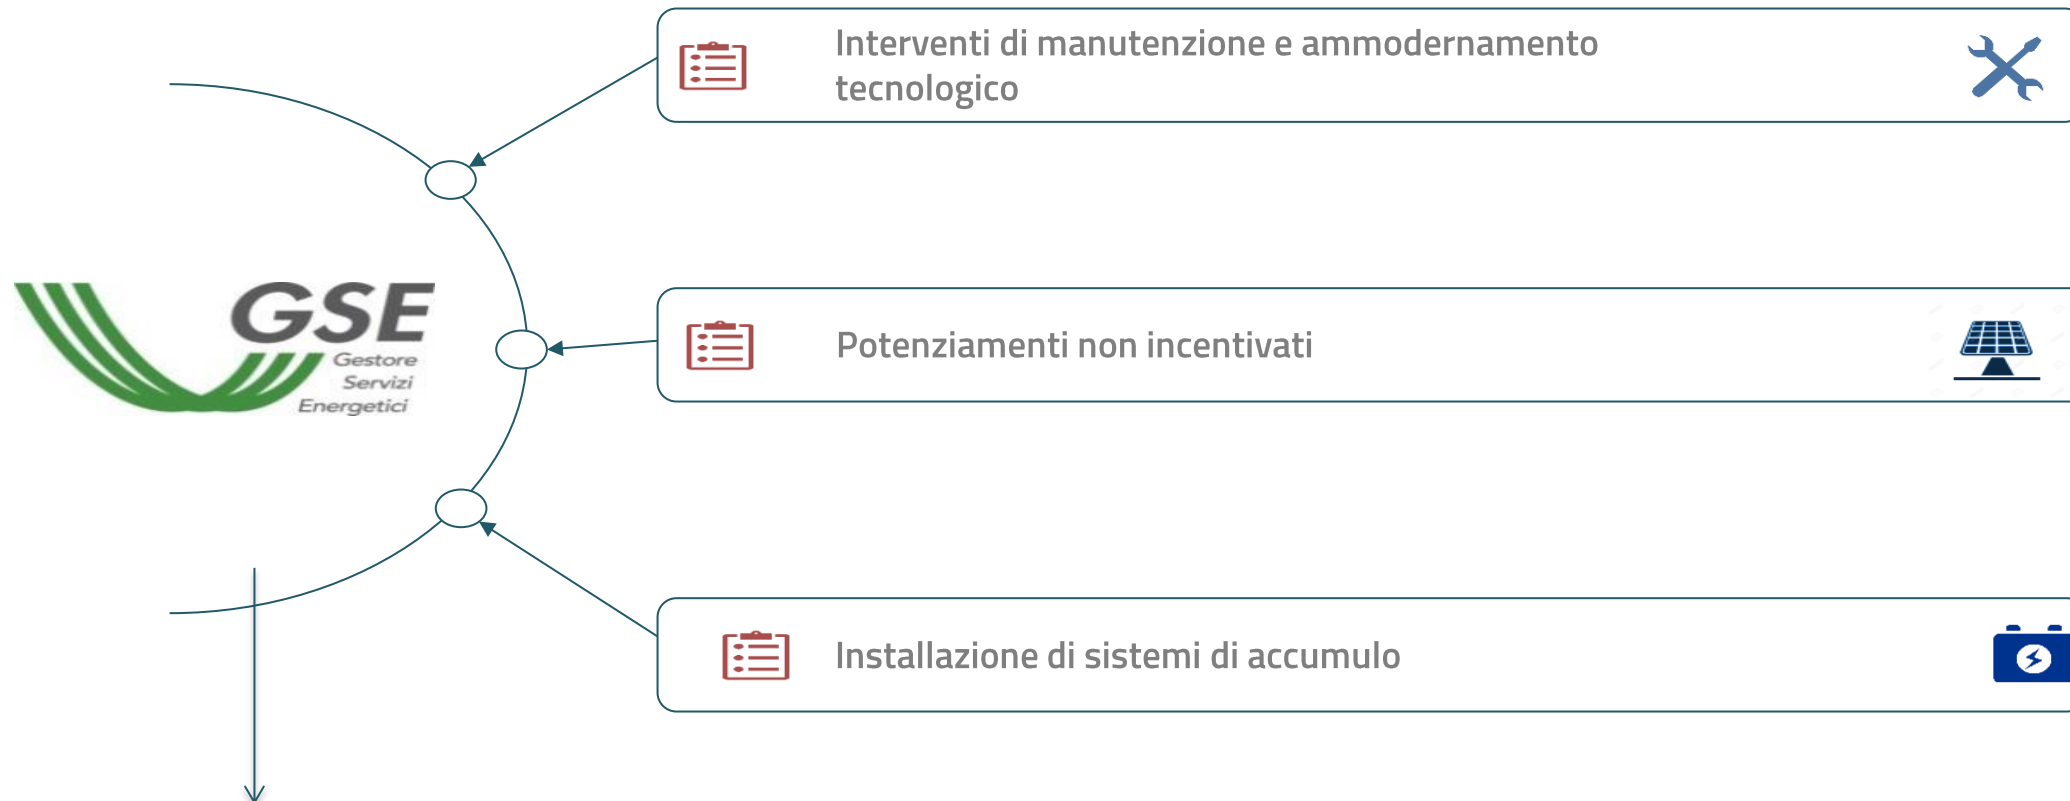 Interventi di manutenzione e ammodernamento
tecnologico
GSE
Gestore
Servizi
Energetici
Potenziamenti non incentivati
Installazione di sistemi di accumulo